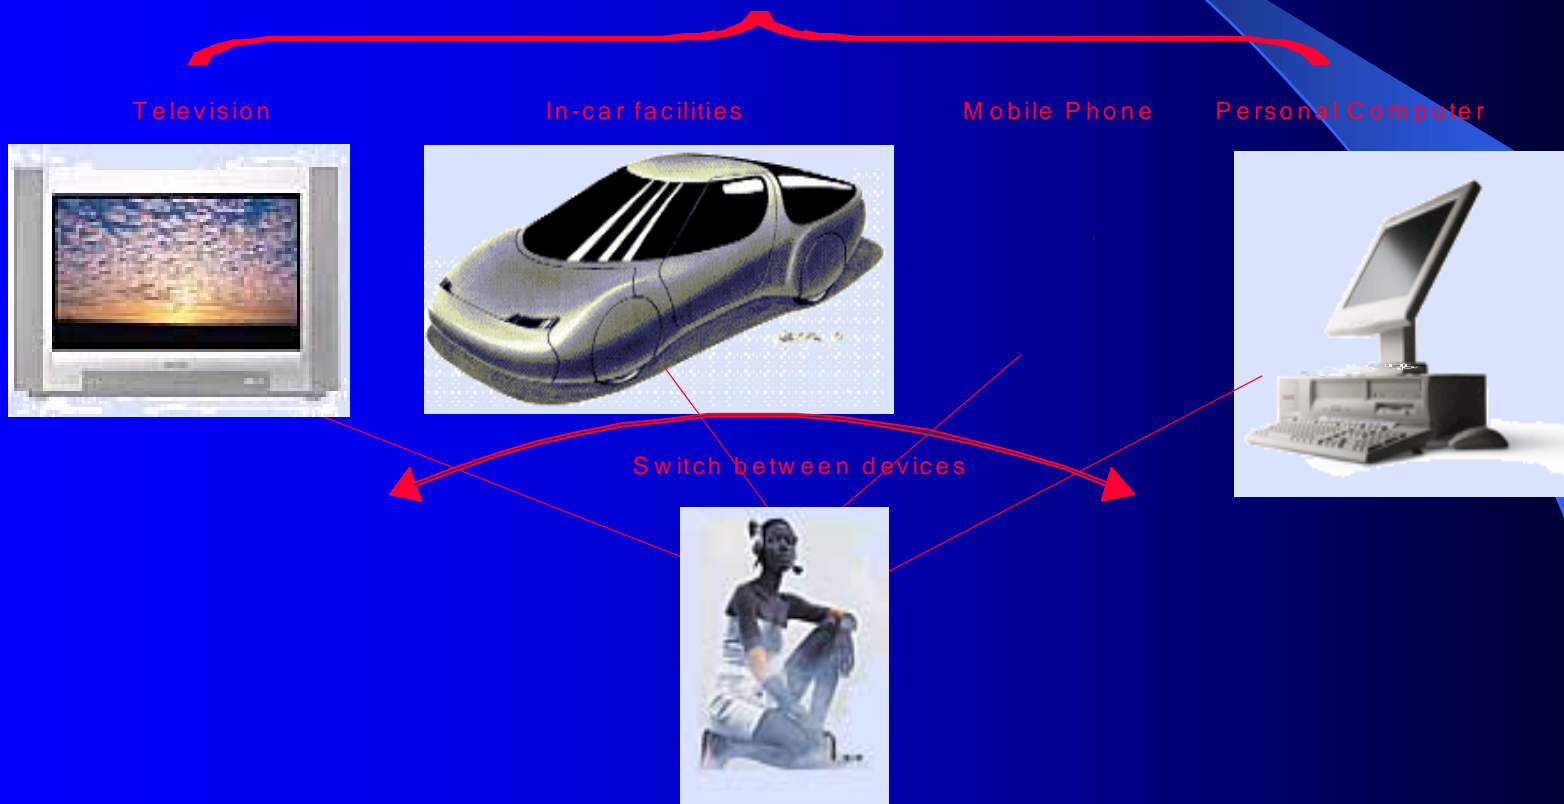 Television
In-car facilities
Mobile Phone
Personal Computer
Switch between devices